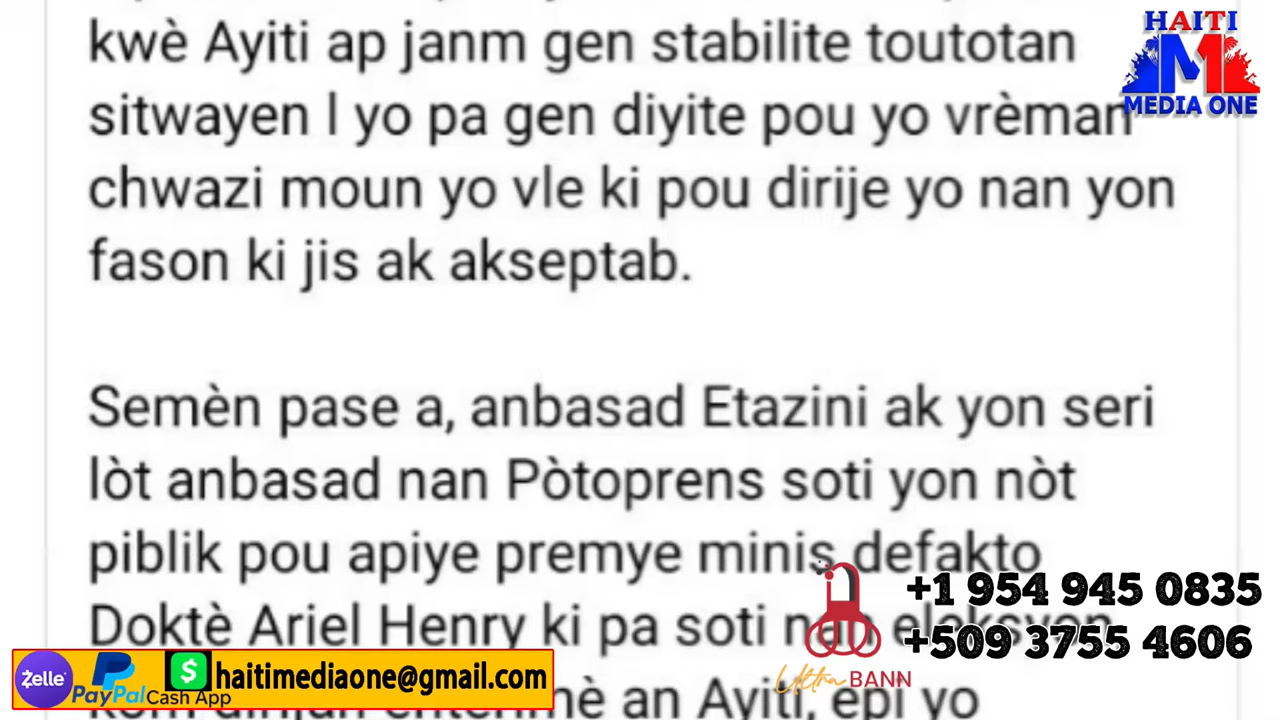 kwè Ayiti ap janm gen stabilite toutotan
sitwayen l yo pa gen diyite pou yo vrèman
chwazi moun yo vle ki pou dirije yo nan yon
fason ki jis ak akseptab.
Semèn pase a, anbasad Etazini ak yon seri
lòt anbasad nan Pòtoprens soti yon nòt
piblik pou apiye premye minis defakto
Doktè Ariel Henry ki pa soti nan
an Ayiti, epi yo
HAITI
M
MEDIA ONE
+1 954 945 0835
+509 3755 4606
Ultra BANN
Zelle
PayPal
$
Cash App
haitimediaone@gmail.com